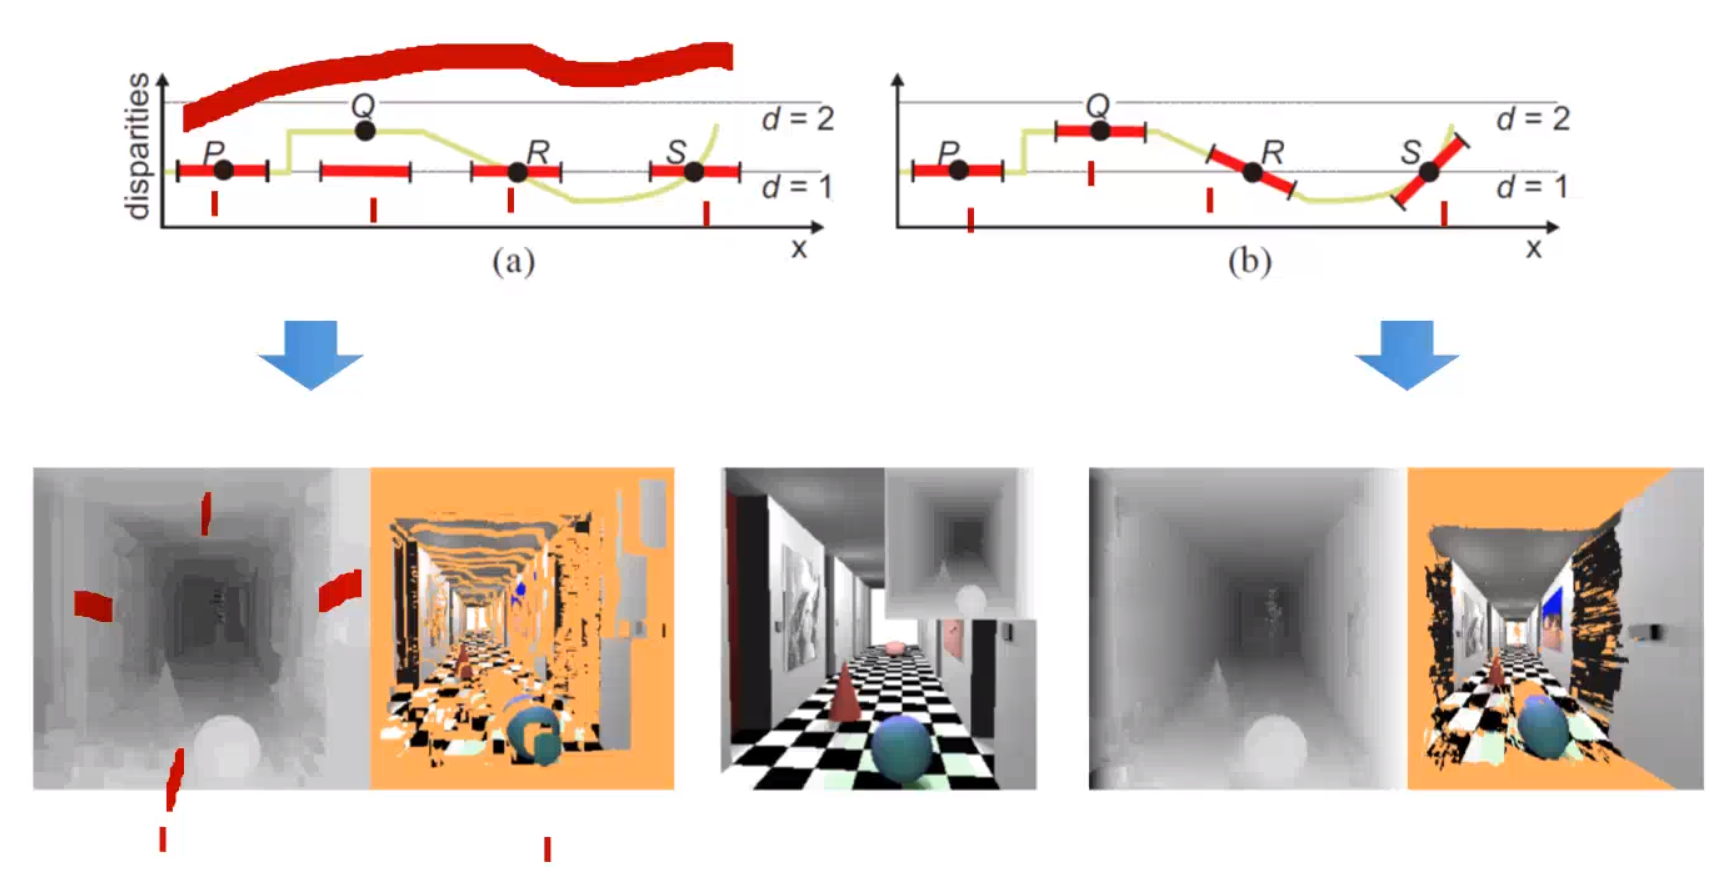 disparities
Q
P
R
S
d = 2
d = 1
x
(a)
Q
P
R
S
d = 2
d = 1
x
(b)